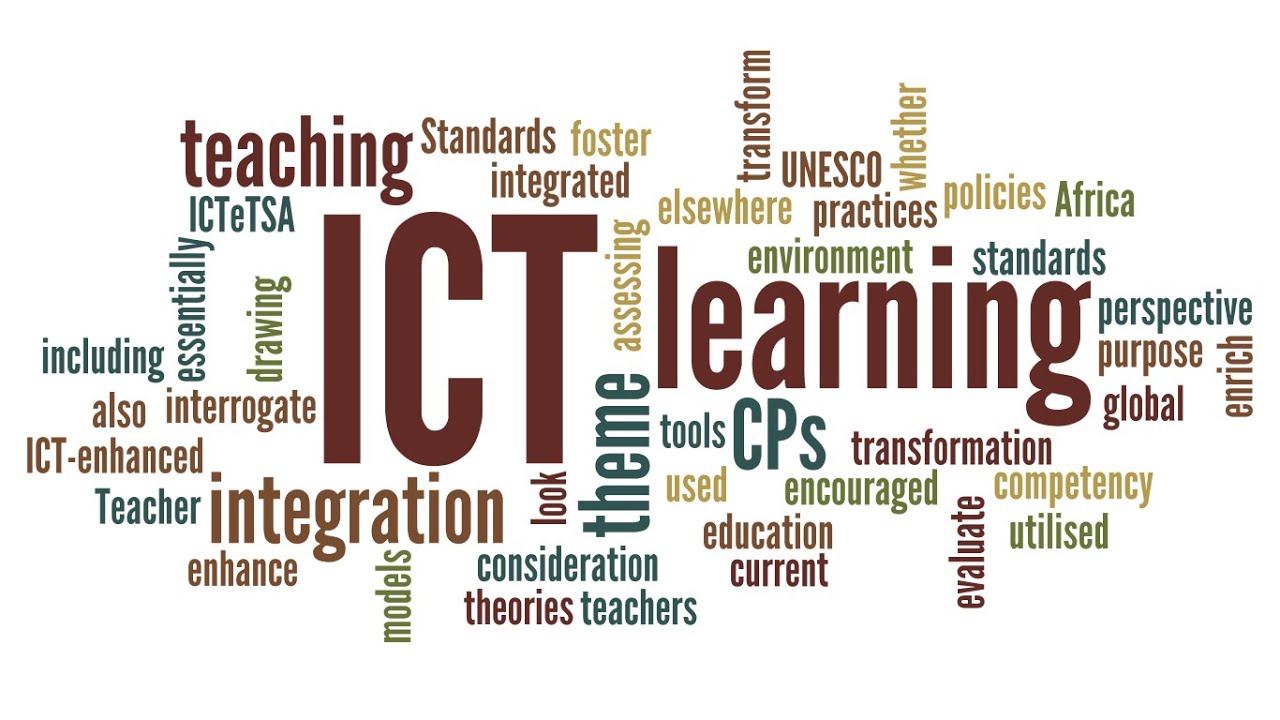 transform
whether
teaching
Standards
foster
UNESCO
integrated
policies
Africa
elsewhere
practices
ICTeTSA
ICT
assessing
environment
learning
standards
essentially
drawing
perspective
including
purpose
enrich
also
interrogate
theme
global
tools
CPs
transformation
ICT-enhanced
Teacher
integration
look
used
encouraged
competency
education
evaluate
utilised
enhance
models
consideration
current
theories
teachers